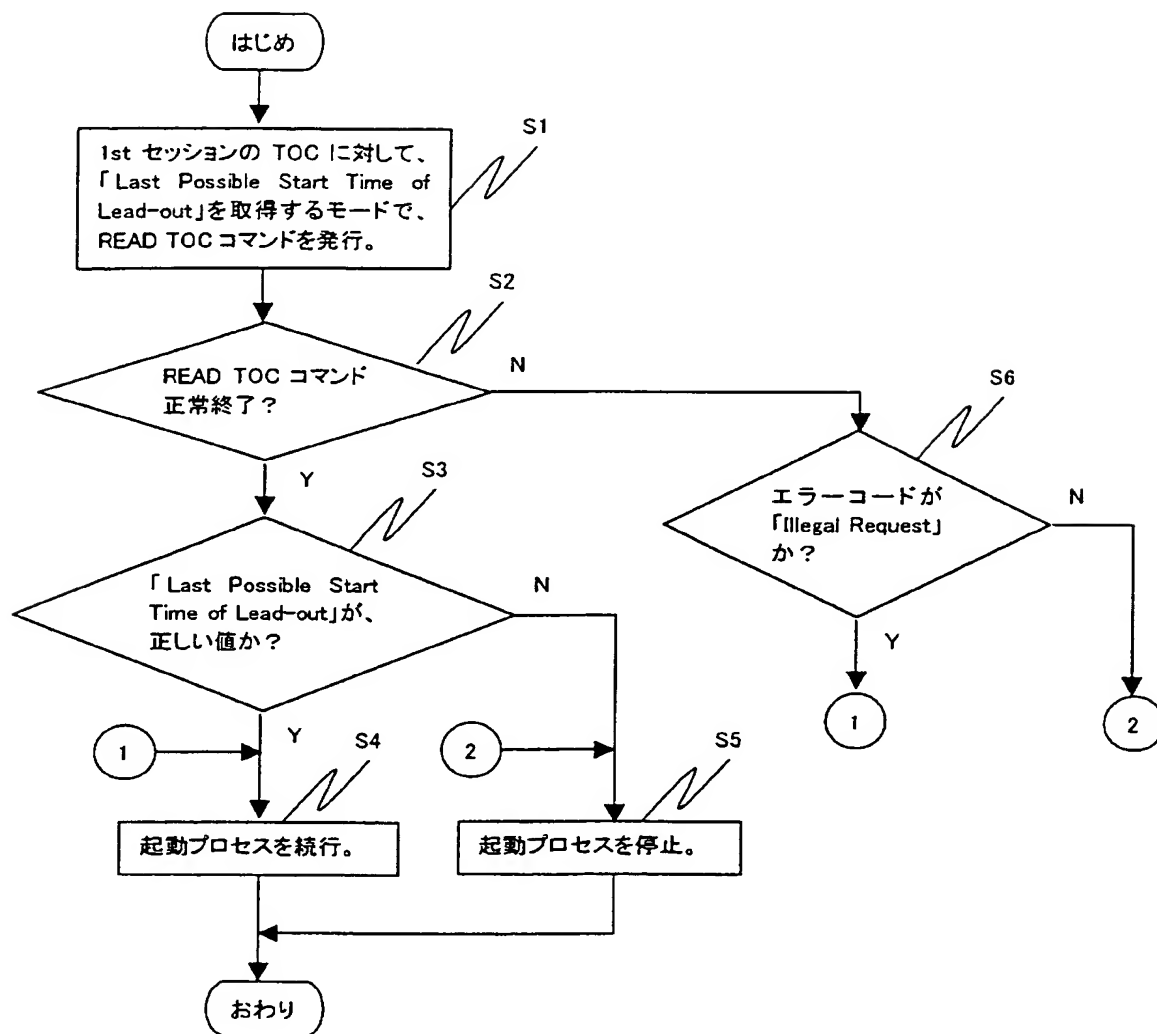 はじめ
S1
1st セッションの TOC に対して、
「Last Possible Start Time of
Lead-out」を取得するモードで、
READ TOC コマンドを発行。
S2
READ TOC コマンド
正常終了？
N
Y
S6
エラーコードが
「Illegal Request」
か？
N
Y
1
2
S3
「Last Possible Start
Time of Lead-out」が、
正しい値か？
N
Y
1
2
S4
起動プロセスを続行。
S5
起動プロセスを停止。
おわり